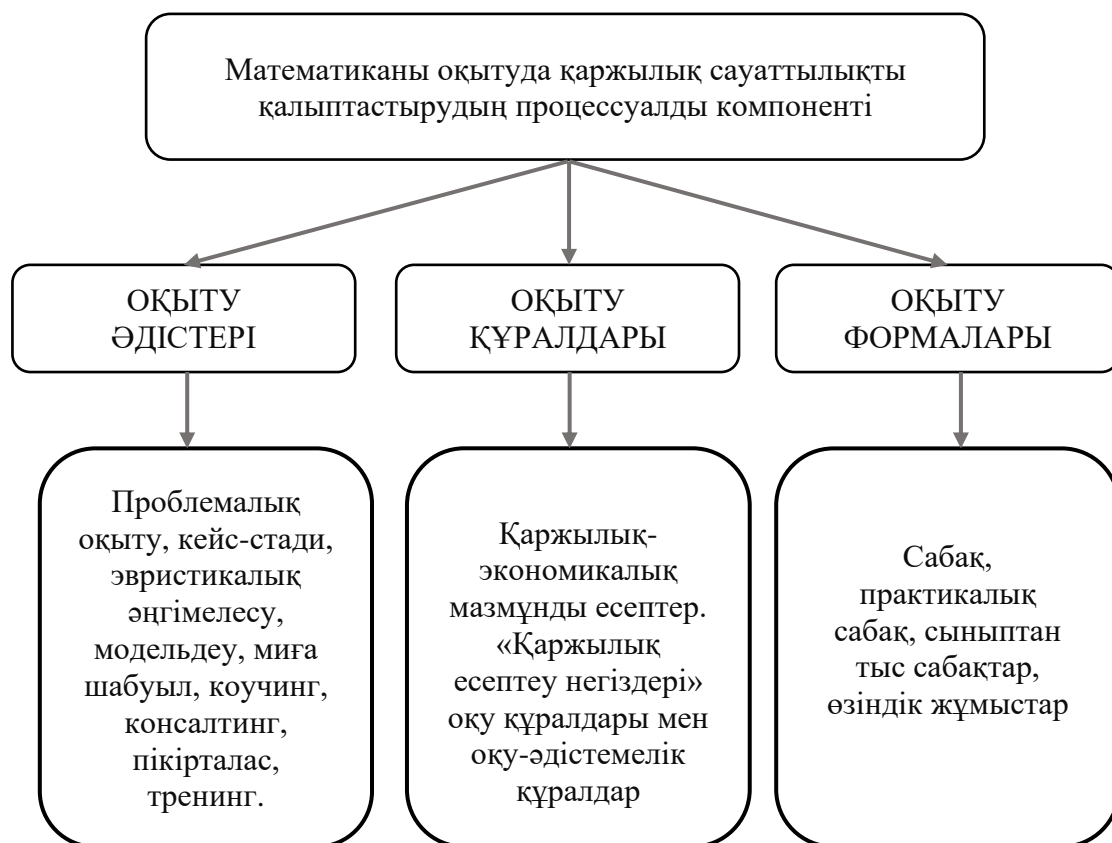 Математиканы оқытуда қаржылық сауаттылықты
қалыптастырудың процессуалды компоненті
ОҚЫТУ
ӘДІСТЕРІ
ОҚЫТУ
ҚҰРАЛДАРЫ
ОҚЫТУ
ФОРМАЛАРЫ
Проблемалық
оқыту, кейс-стади,
эвристикалық
әңгімелесу,
модельдеу, миға
шабуыл, коучинг,
консалтинг,
пікірталас,
тренинг.
Қаржылық-
экономикалық
мазмұнды есептер.
«Қаржылық
есептеу негіздері»
оқу құралдары мен
оқу-әдістемелік
құралдар
Сабақ,
практикалық
сабақ, сыныптан
тыс сабақтар,
өзіндік жұмыстар